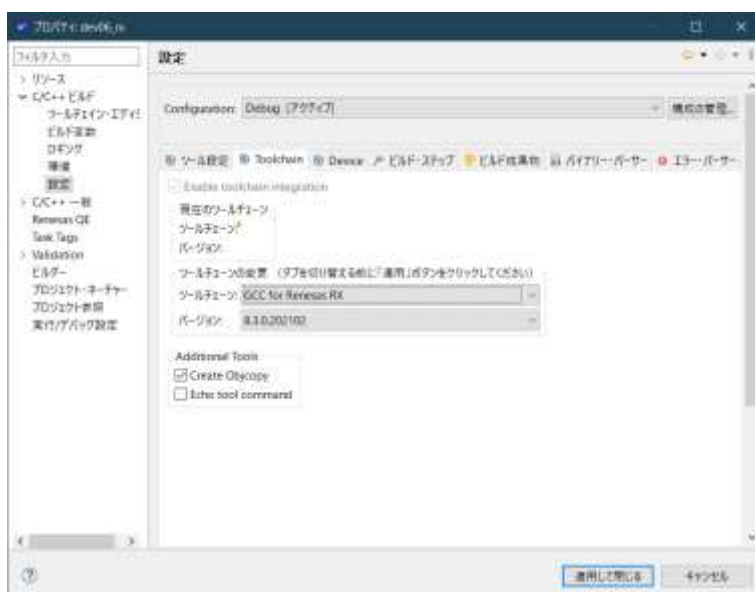 プロパティ: dev06_rx
フィルタ入力
リソース
C/C++ ビルド
ツールチェイン・エディ
ビルド変数
ロギング
環境
設定
C/C++ 一般
Renesas QE
Task Tags
Validation
ビルダー
プロジェクト・ネーチャー
プロジェクト参照
実行/デバッグ設定
設定
Configuration: Debug [アクティブ]
構成の管理...
ツール設定 Toolchain Device ビルド・ステップ ビルド成果物 バイナリー・パーサー エラー・パーサー
Enable toolchain integration
現在のツールチェーン
ツールチェーン:
バージョン:
ツールチェーンの変更 (タブを切り替える前に「適用」ボタンをクリックしてください)
ツールチェーン: GCC for Renesas RX
バージョン: 8.3.0.202102
Additional Tools
Create Objcopy
Echo tool command
適用して閉じる
キャンセル